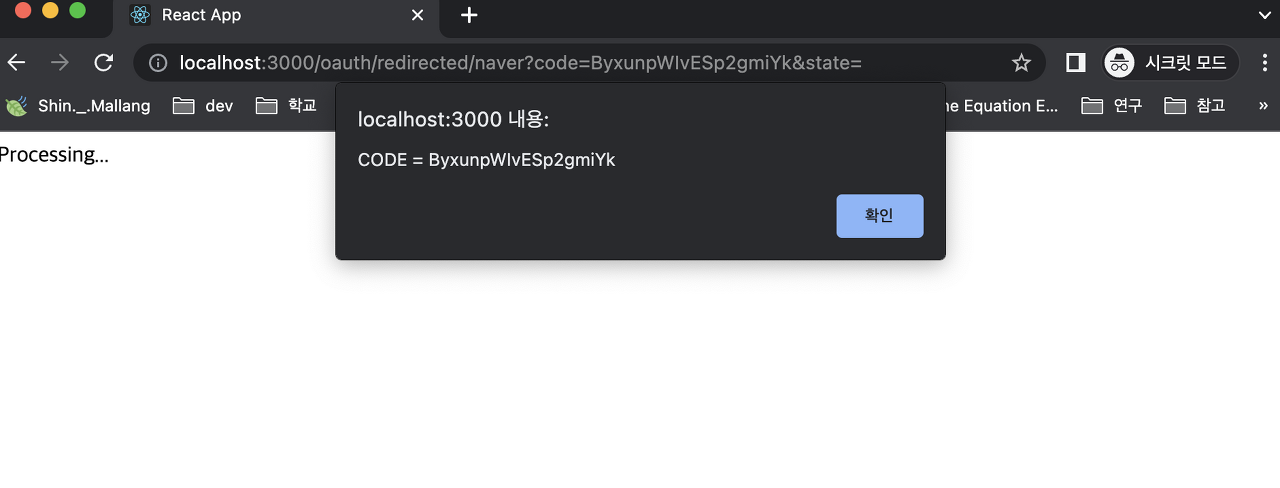 React App
localhost:3000/oauth/redirected/naver?code=ByxunpWIvESp2gmiYk&state=
시크릿 모드
Shin._.Mallang dev 학교 ne Equation E... 연구 참고 »
localhost:3000 내용:
Processing...
CODE = ByxunpWIvESp2gmiYk
확인